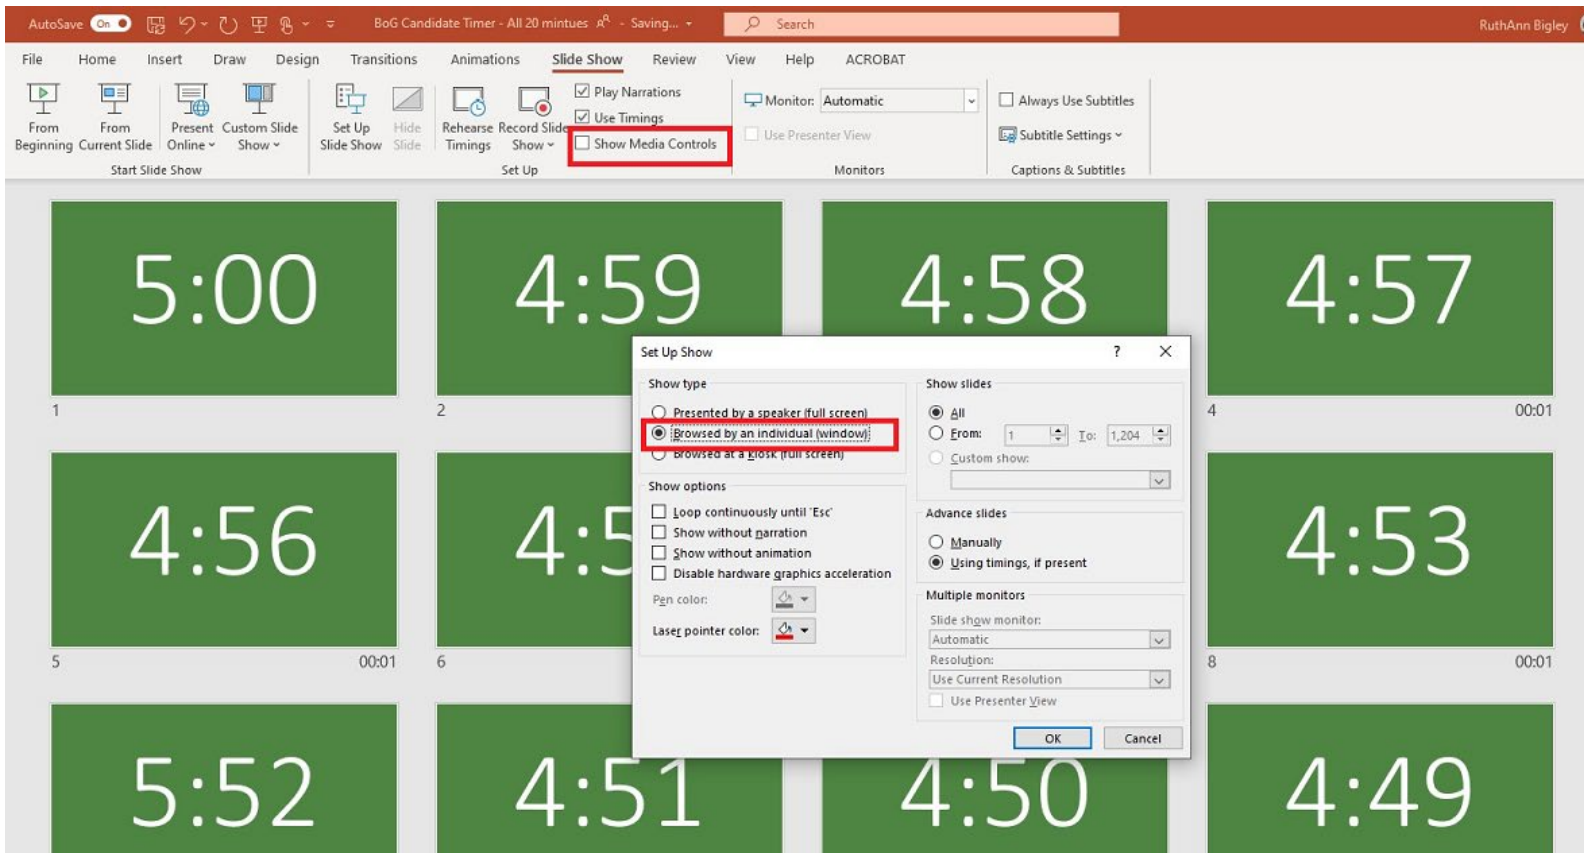 AutoSave On BoG Candidate Timer - All 20 mintues - Saving... Search RuthAnn Bigley
File Home Insert Draw Design Transitions Animations Slide Show Review View Help ACROBAT
From Beginning
From Current Slide
Present Online
Custom Slide Show
Start Slide Show
Set Up Slide Show
Hide Slide
Rehearse Timings
Record Slide Show
Play Narrations
Use Timings
Show Media Controls
Set Up
Monitor: Automatic
Use Presenter View
Monitors
Always Use Subtitles
Subtitle Settings
Captions & Subtitles
5:00 4:59 4:58 4:57
1 2 4 00:01
Set Up Show ?
Show type
Presented by a speaker (full screen)
Browsed by an individual (window)
Browsed at a kiosk (full screen)
Show options
Loop continuously until 'Esc'
Show without narration
Show without animation
Disable hardware graphics acceleration
Pen color:
Laser pointer color:
Show slides
All
From: 1 To: 1,204
Custom show:
Advance slides
Manually
Using timings, if present
Multiple monitors
Slide show monitor:
Automatic
Resolution:
Use Current Resolution
Use Presenter View
OK Cancel
4:56 4:5 4:53
5 00:01 6 8 00:01
5:52 4:51 4:50 4:49